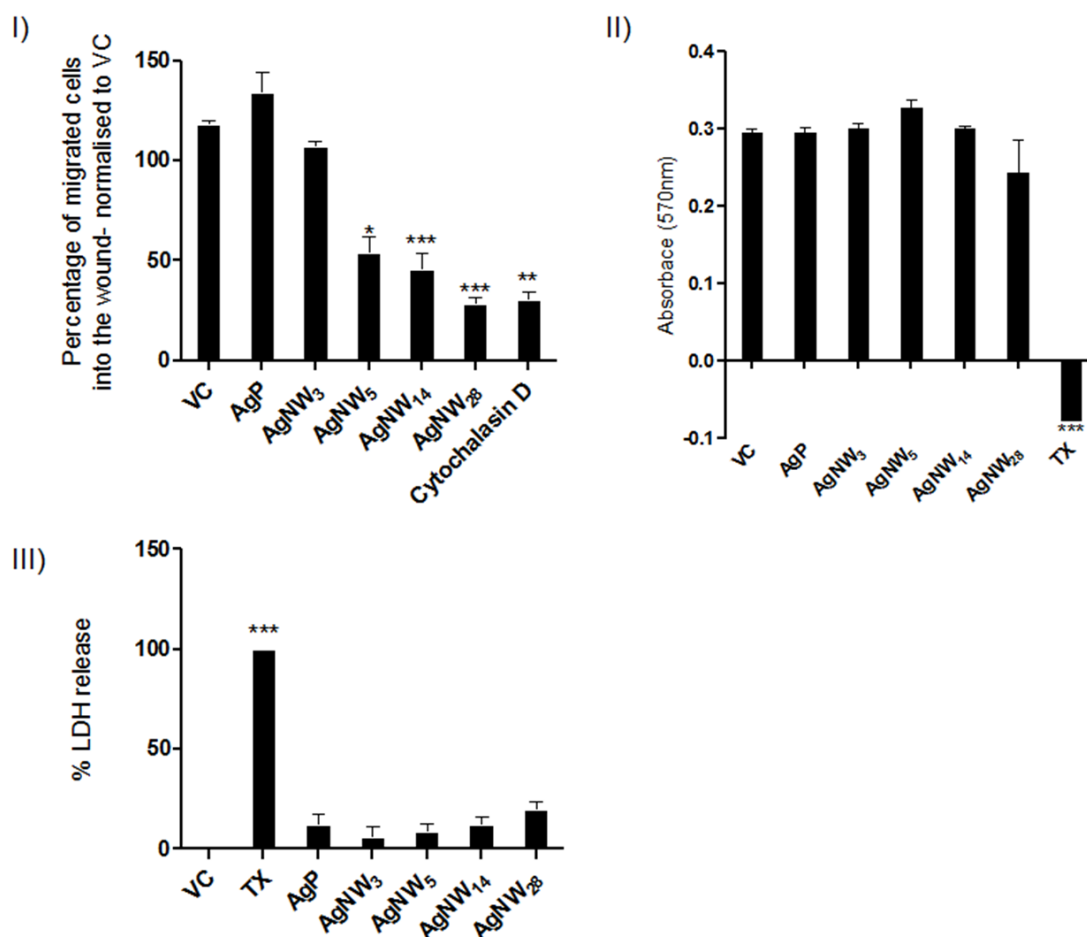 I)
Percentage of migrated cells
into the wound- normalised to VC
150
100
50
0
*
***
***
**
VC
AgP
AgNW₃
AgNW₅
AgNW₁₄
AgNW₂₈
Cytochalasin D
II)
Absorbace (570nm)
0.4
0.3
0.2
0.1
0.0
-0.1
***
VC
AgP
AgNW₃
AgNW₅
AgNW₁₄
AgNW₂₈
TX
III)
% LDH release
150
100
50
0
***
VC
TX
AgP
AgNW₃
AgNW₅
AgNW₁₄
AgNW₂₈